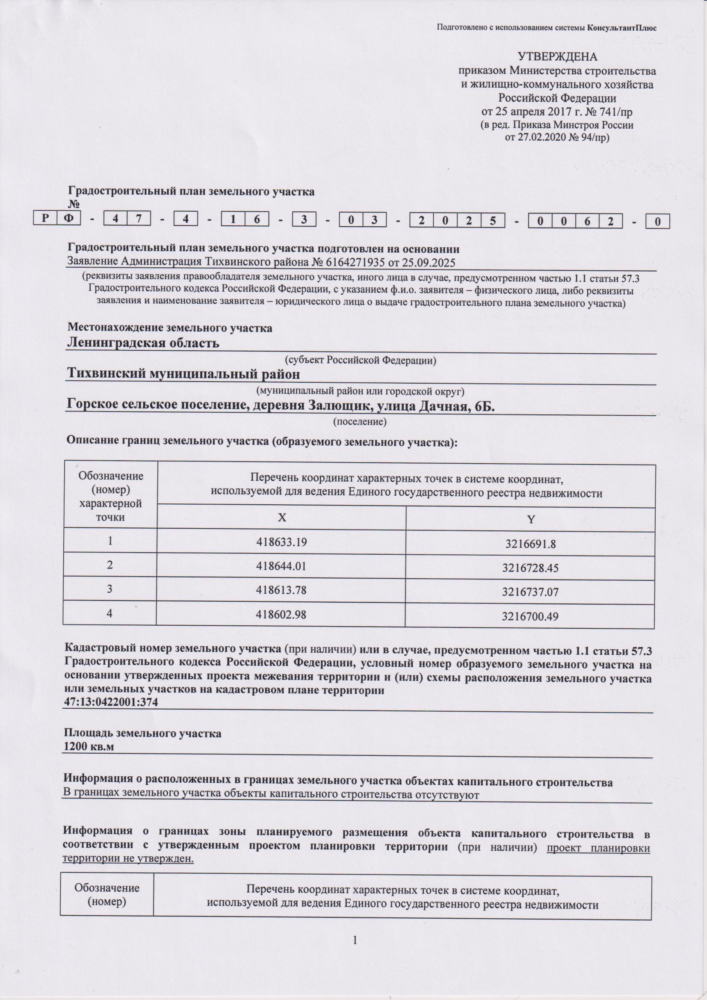 Подготовлено с использованием системы КонсультантПлюс
УТВЕРЖДЕНА
приказом Министерства строительства
и жилищно-коммунального хозяйства
Российской Федерации
от 25 апреля 2017 г. № 741/пр
(в ред. Приказа Минстроя России
от 27.02.2020 № 94/пр)
Градостроительный план земельного участка
№
Р Ф - 4 7 - 4 - 1 6 - 3 - 0 3 - 2 0 2 5 - 0 0 6 2 - 0
Градостроительный план земельного участка подготовлен на основании
Заявление Администрация Тихвинского района № 6164271935 от 25.09.2025
(реквизиты заявления правообладателя земельного участка, иного лица в случае, предусмотренном частью 1.1 статьи 57.3
Градостроительного кодекса Российской Федерации, с указанием ф.и.о. заявителя – физического лица, либо реквизиты
заявления и наименование заявителя – юридического лица о выдаче градостроительного плана земельного участка)
Местонахождение земельного участка
Ленинградская область
(субъект Российской Федерации)
Тихвинский муниципальный район
(муниципальный район или городской округ)
Горское сельское поселение, деревня Залющик, улица Дачная, 6Б.
(поселение)
Описание границ земельного участка (образуемого земельного участка):
Обозначение
(номер)
характерной
точки
Перечень координат характерных точек в системе координат,
используемой для ведения Единого государственного реестра недвижимости
X Y
1 418633.19 3216691.8
2 418644.01 3216728.45
3 418613.78 3216737.07
4 418602.98 3216700.49
Кадастровый номер земельного участка (при наличии) или в случае, предусмотренном частью 1.1 статьи 57.3
Градостроительного кодекса Российской Федерации, условный номер образуемого земельного участка на
основании утвержденных проекта межевания территории и (или) схемы расположения земельного участка
или земельных участков на кадастровом плане территории
47:13:0422001:374
Площадь земельного участка
1200 кв.м
Информация о расположенных в границах земельного участка объектах капитального строительства
В границах земельного участка объекты капитального строительства отсутствуют
Информация о границах зоны планируемого размещения объекта капитального строительства в
соответствии с утвержденным проектом планировки территории (при наличии) проект планировки
территории не утвержден.
Обозначение
(номер)
Перечень координат характерных точек в системе координат,
используемой для ведения Единого государственного реестра недвижимости
1